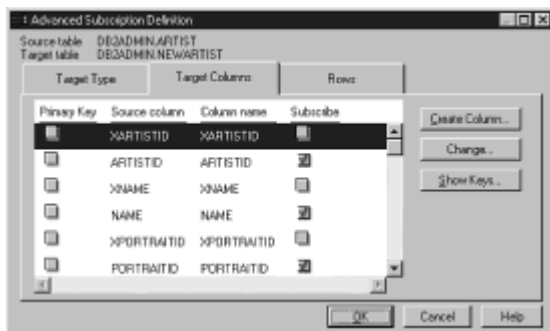 Advanced Subscription Definition
Source table DB2ADMIN.ARTIST
Target table DB2ADMIN.NEWARTIST
Target Type Target Columns Rows
Primary Key Source column Column name Subscribe
XARTISTID XARTISTID
ARTISTID ARTISTID
XNAME XNAME
NAME NAME
XPORTRAITID XPORTRAITID
PORTRAITID PORTRAITID
Create Column...
Change...
Show Keys...
OK Cancel Help